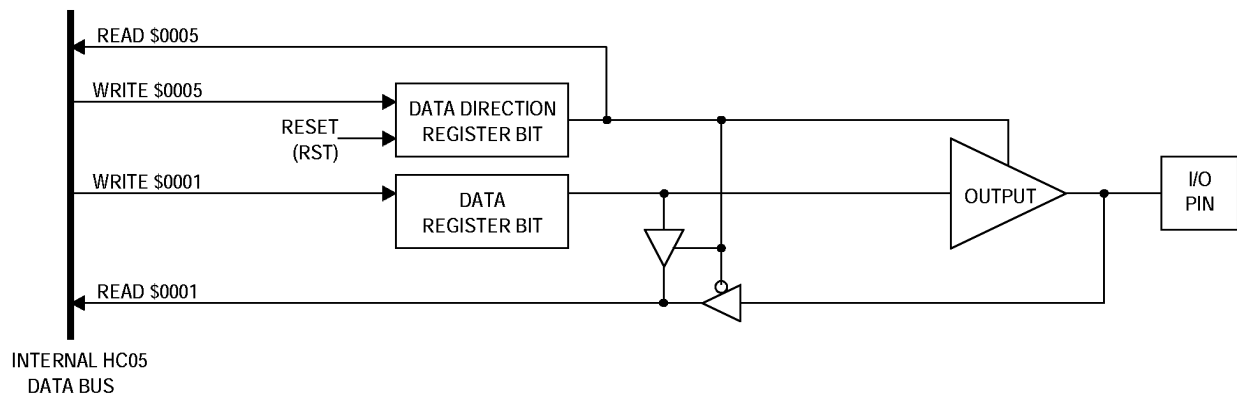 READ $0005
WRITE $0005
DATA DIRECTION
REGISTER BIT
RESET
(RST)
WRITE $0001
DATA
REGISTER BIT
OUTPUT
I/O
PIN
READ $0001
INTERNAL HC05
DATA BUS